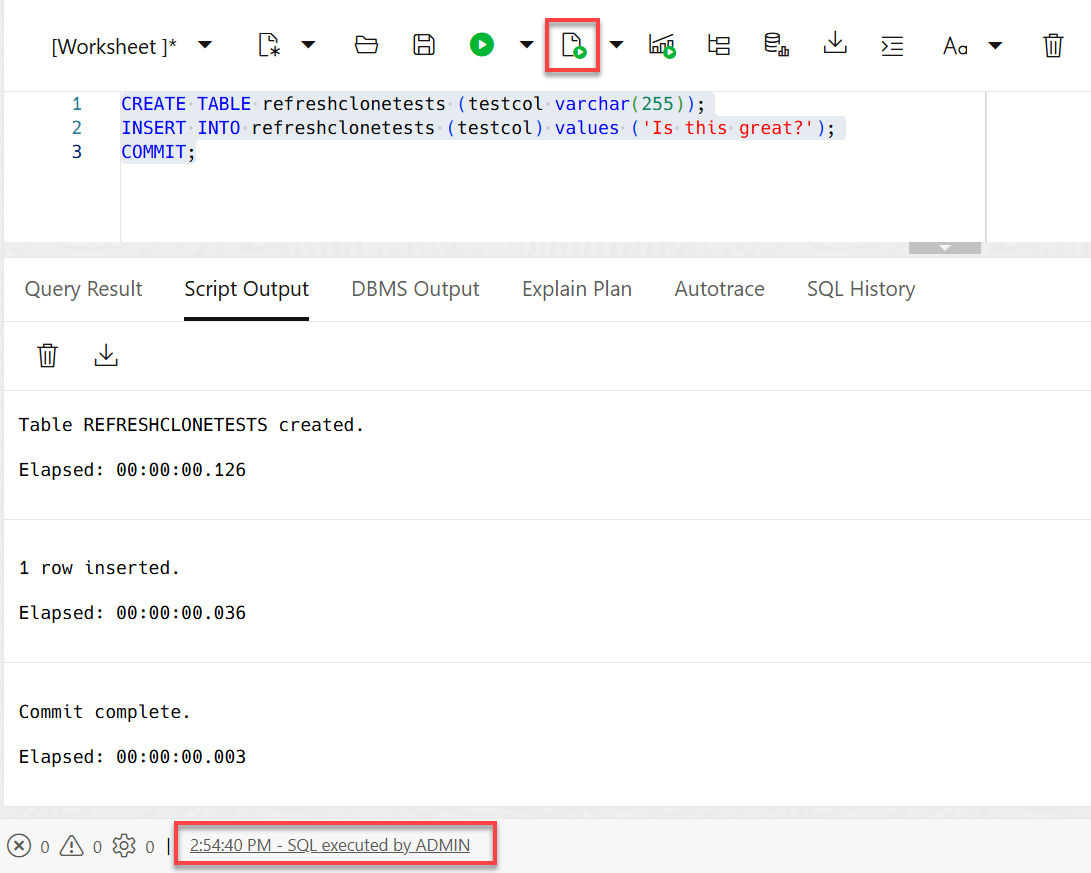 [Worksheet ]*
Aa
1 CREATE TABLE refreshclonetests (testcol varchar(255));
2 INSERT INTO refreshclonetests (testcol) values ('Is this great?');
3 COMMIT;
Query Result Script Output DBMS Output Explain Plan Autotrace SQL History
Table REFRESHCLONETESTS created.
Elapsed: 00:00:00.126
1 row inserted.
Elapsed: 00:00:00.036
Commit complete.
Elapsed: 00:00:00.003
0 0 0 | 2:54:40 PM - SQL executed by ADMIN